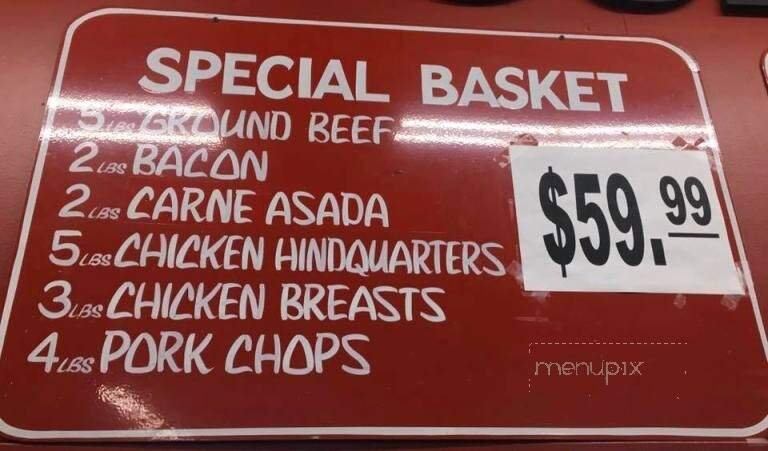 SPECIAL BASKET
LBS GROUND BEEF
2 LBS BACON
2 LBS CARNE ASADA
5 LBS CHICKEN HINDQUARTERS
3 LBS CHICKEN BREASTS
4 LBS PORK CHOPS
$59.99
menupix